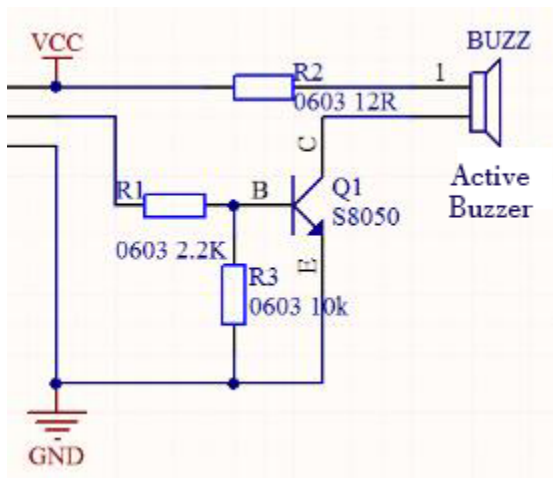 VCC
BUZZ
R2
1
0603 12R
C
R1
B
Q1
S8050
Active
Buzzer
0603 2.2K
E
R3
0603 10k
GND